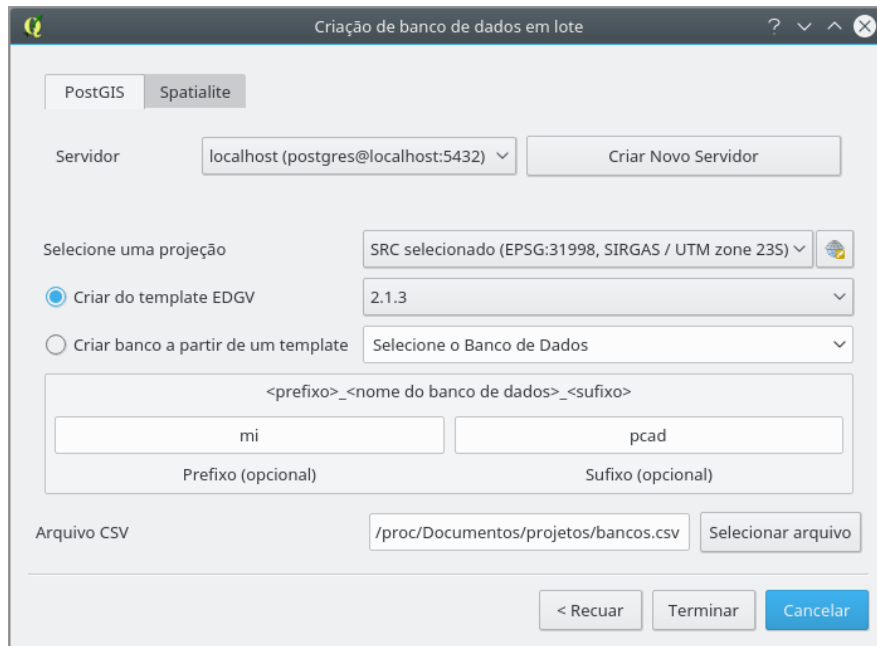 Criação de banco de dados em lote
PostGIS Spatialite
Servidor localhost (postgres@localhost:5432) Criar Novo Servidor
Selecione uma projeção SRC selecionado (EPSG:31998, SIRGAS / UTM zone 23S)
Criar do template EDGV 2.1.3
Criar banco a partir de um template Selecione o Banco de Dados
<prefixo>_<nome do banco de dados>_<sufixo>
mi pcad
Prefixo (opcional) Sufixo (opcional)
Arquivo CSV /proc/Documentos/projetos/bancos.csv Selecionar arquivo
< Recuar Terminar Cancelar